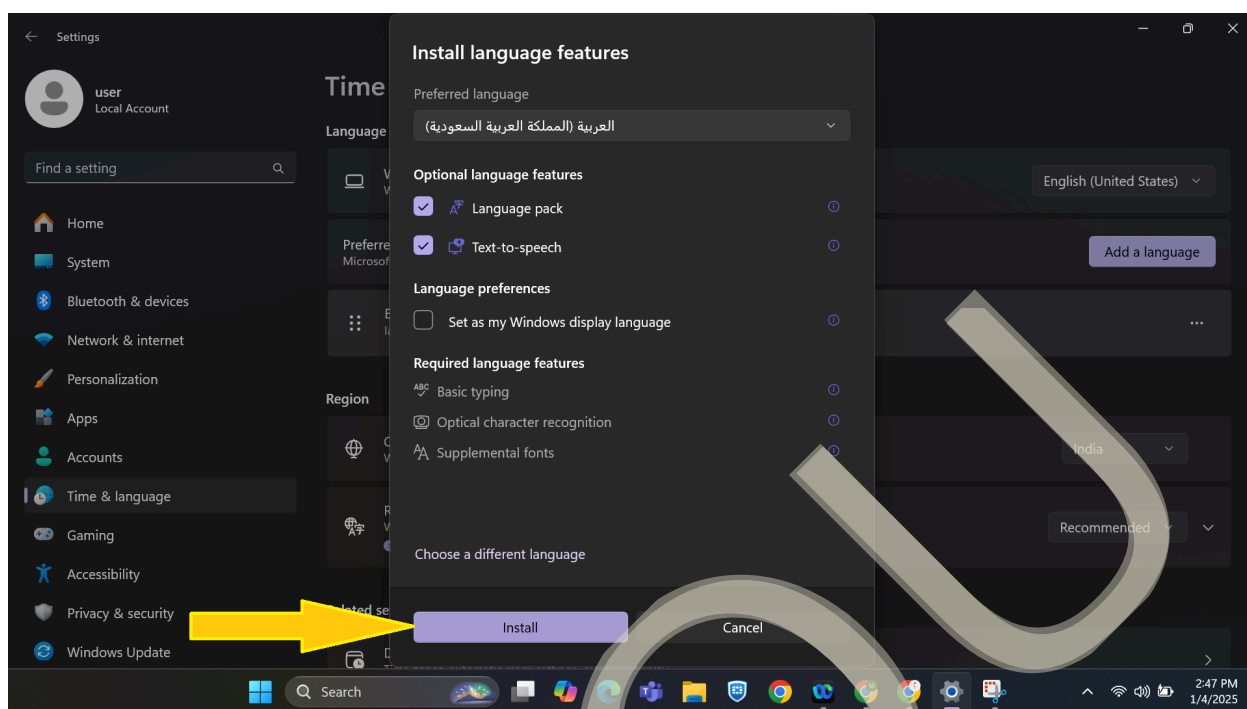 Settings
user
Local Account
Find a setting
Home
System
Bluetooth & devices
Network & internet
Personalization
Apps
Accounts
Time & language
Gaming
Accessibility
Privacy & security
Windows Update
Time
Language
English (United States)
Add a language
Region
India
Recommended
Install language features
Preferred language
العربية (المملكة العربية السعودية)
Optional language features
Language pack
Text-to-speech
Language preferences
Set as my Windows display language
Required language features
Basic typing
Optical character recognition
Supplemental fonts
Choose a different language
Install
Cancel
Search
2:47 PM
1/4/2025